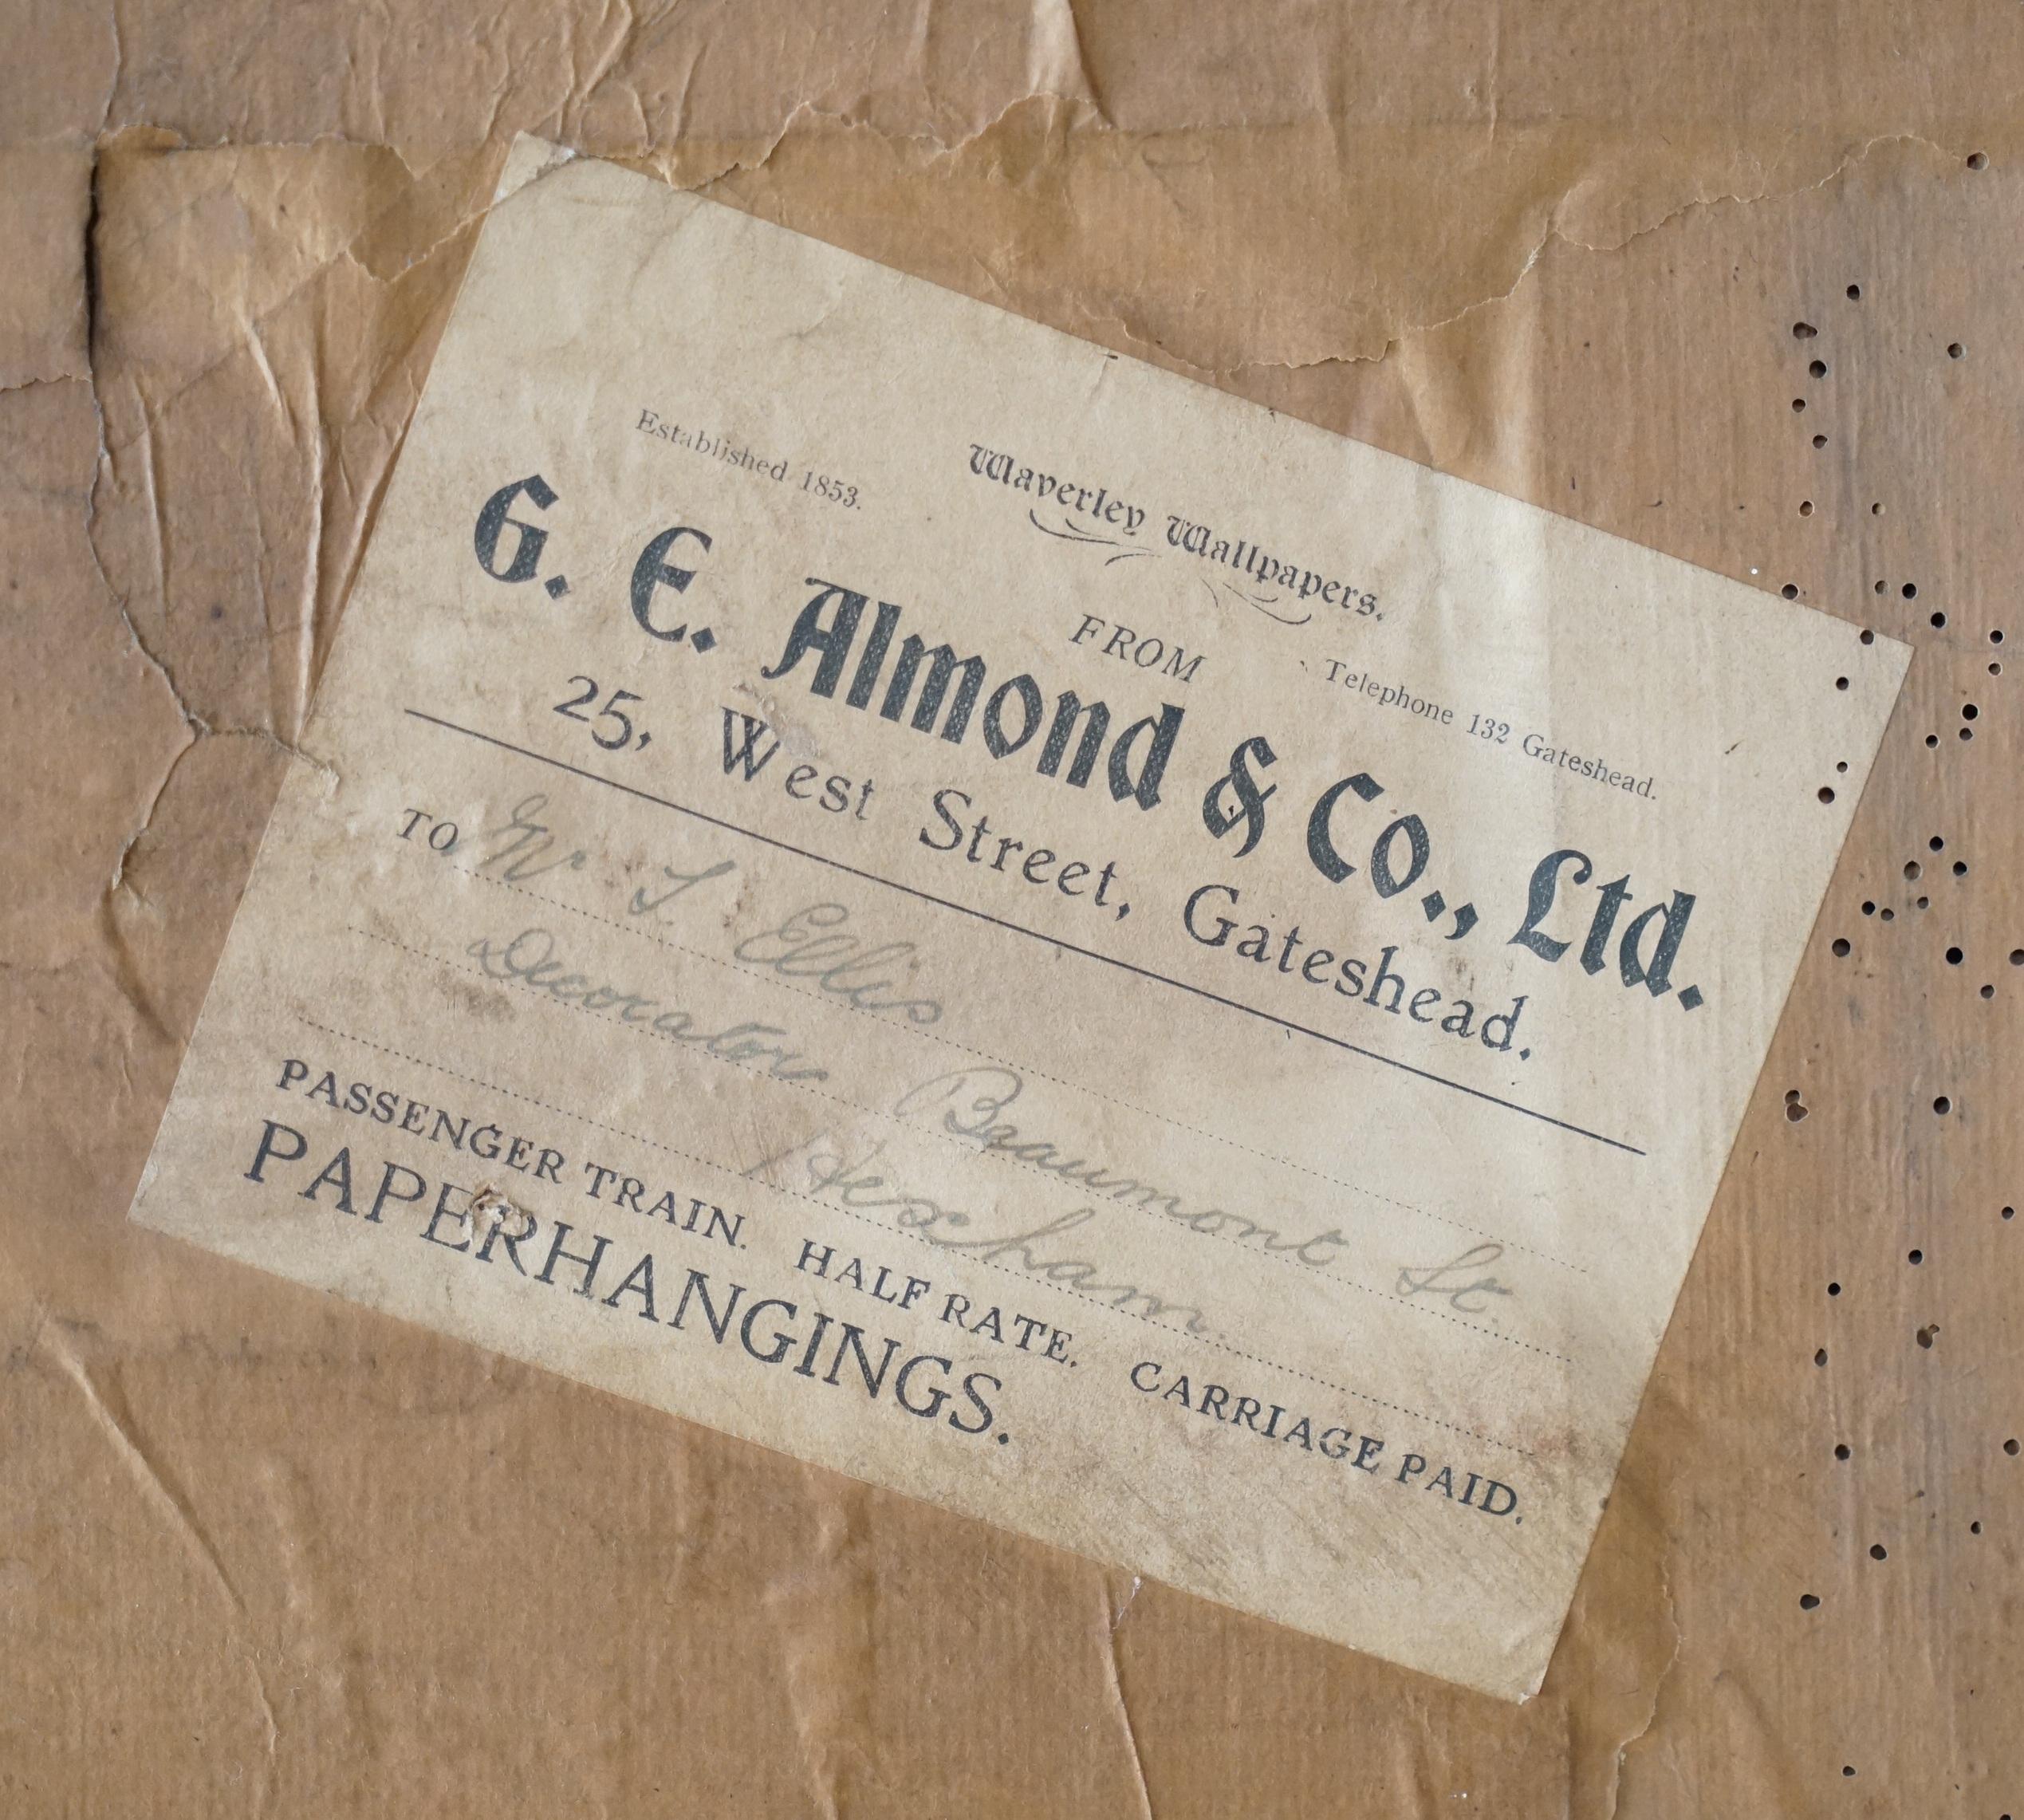 Waverley Wallpapers.
Established 1853.
FROM
Telephone 132 Gateshead.
G. E. Almond & Co., Ltd.
25, West Street, Gateshead.
TO Mr Ellis
Decorator Beaumont St.
Hexham.
PASSENGER TRAIN. HALF RATE. CARRIAGE PAID.
PAPERHANGINGS.